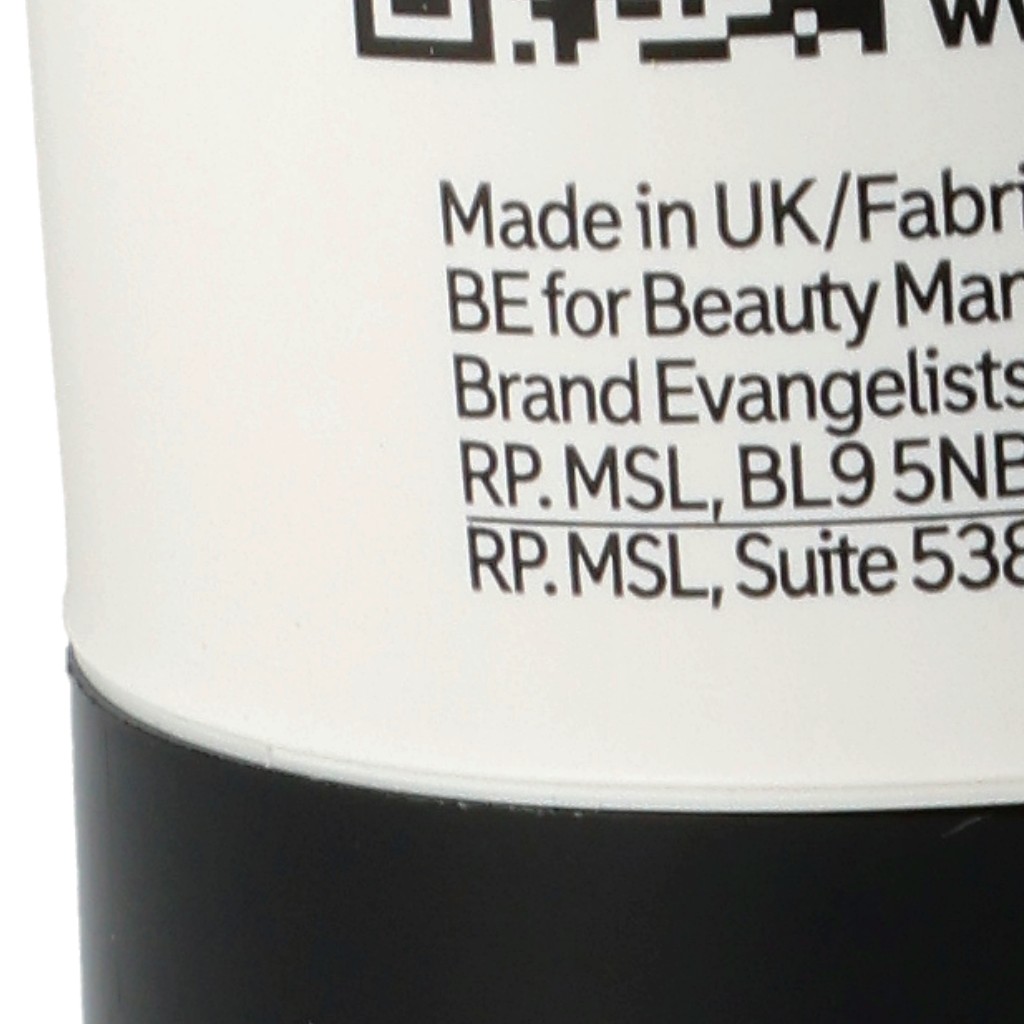 Made in UK/Fabri
BE for Beauty Mar
Brand Evangelists
RP. MSL, BL9 5NB
RP. MSL, Suite 538